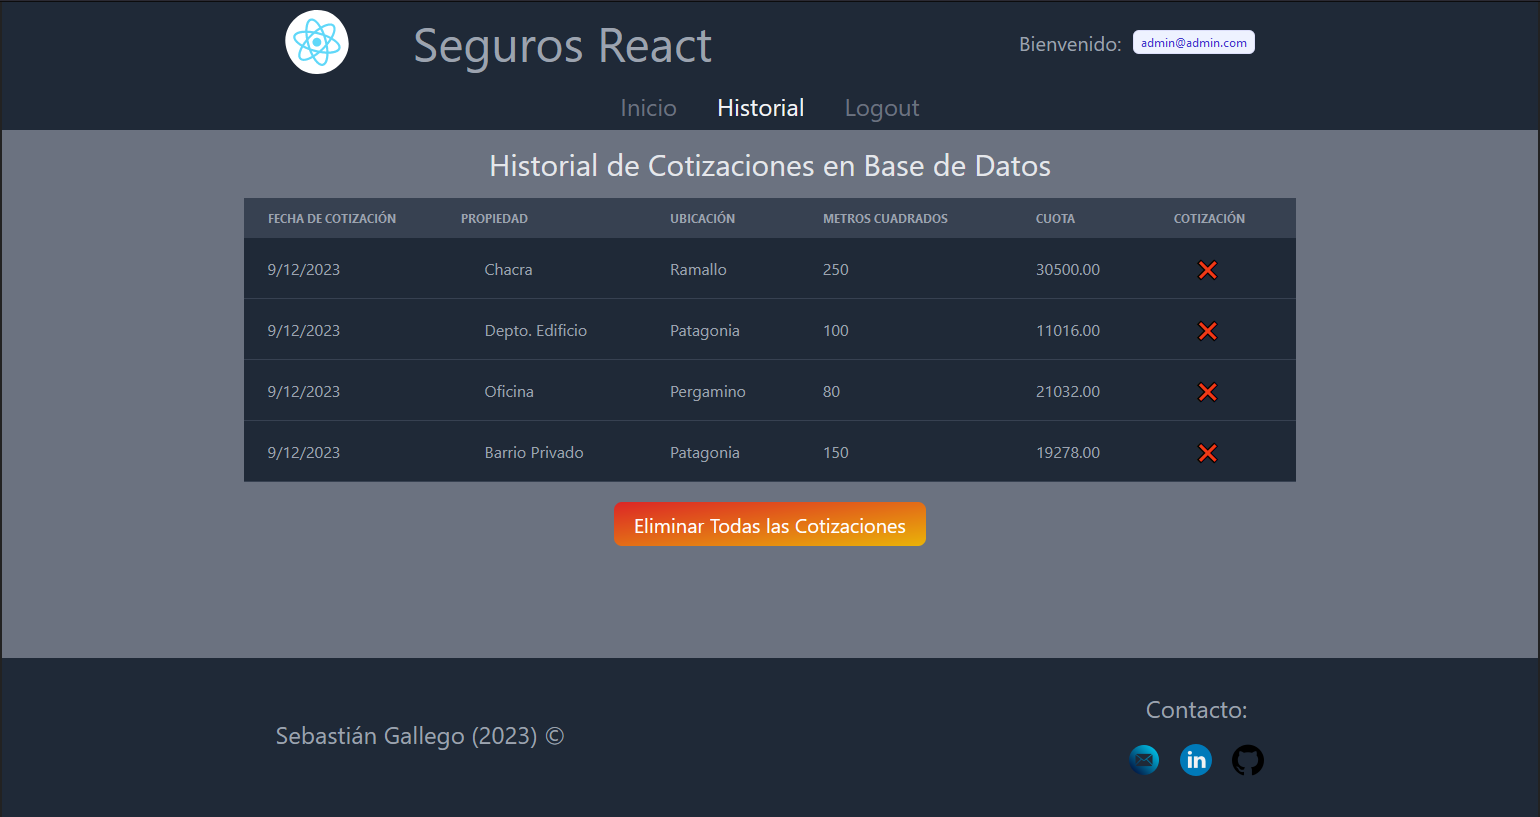 Seguros React
Bienvenido: admin@admin.com
Inicio Historial Logout
Historial de Cotizaciones en Base de Datos
FECHA DE COTIZACIÓN PROPIEDAD UBICACIÓN METROS CUADRADOS CUOTA COTIZACIÓN
9/12/2023 Chacra Ramallo 250 30500.00
9/12/2023 Depto. Edificio Patagonia 100 11016.00
9/12/2023 Oficina Pergamino 80 21032.00
9/12/2023 Barrio Privado Patagonia 150 19278.00
Eliminar Todas las Cotizaciones
Sebastián Gallego (2023) ©
Contacto:
in